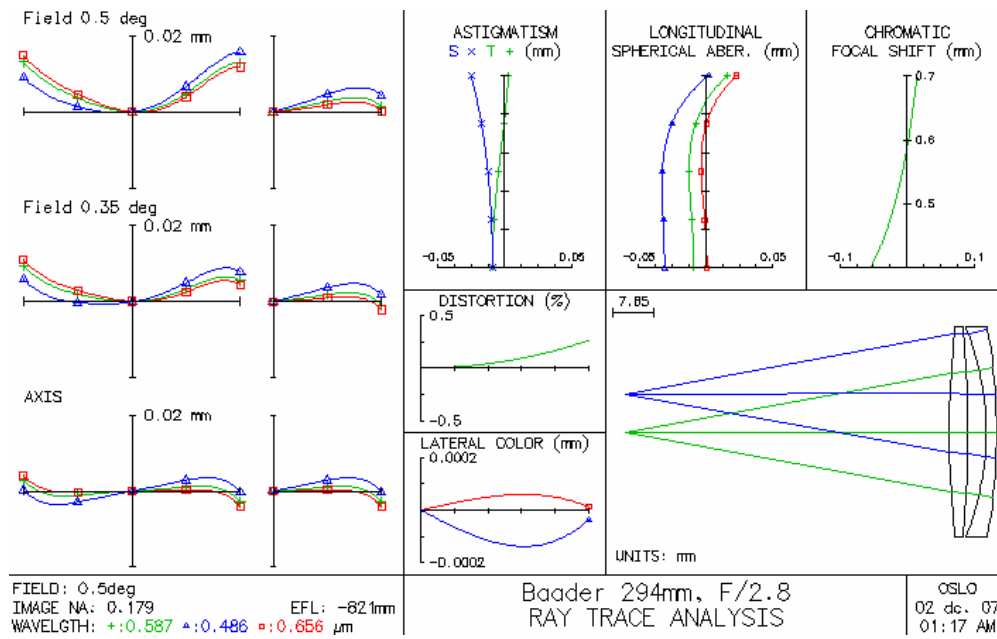 Field 0.5 deg
0.02 mm
Field 0.35 deg
0.02 mm
AXIS
0.02 mm
ASTIGMATISM
S × T + (mm)
-0.05
0.05
LONGITUDINAL
SPHERICAL ABER. (mm)
-0.05
0.05
CHROMATIC
FOCAL SHIFT (mm)
0.7
0.6
0.5
-0.1
0.1
DISTORTION (%)
0.5
-0.5
LATERAL COLOR (mm)
0.0002
-0.0002
7.85
UNITS: mm
FIELD: 0.5deg
IMAGE NA: 0.179 EFL: -821mm
WAVELGTH: +:0.587 ▵:0.486 ▫:0.656 µm
Baader 294mm, F/2.8
RAY TRACE ANALYSIS
OSLO
02 dc. 07
01:17 AM